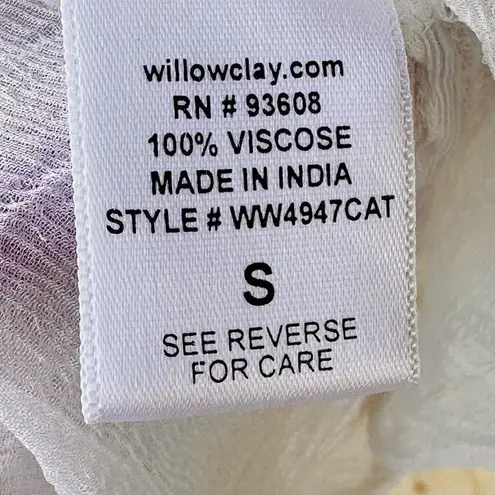 willowclay.com
RN # 93608
100% VISCOSE
MADE IN INDIA
STYLE # WW4947CAT
S
SEE REVERSE
FOR CARE